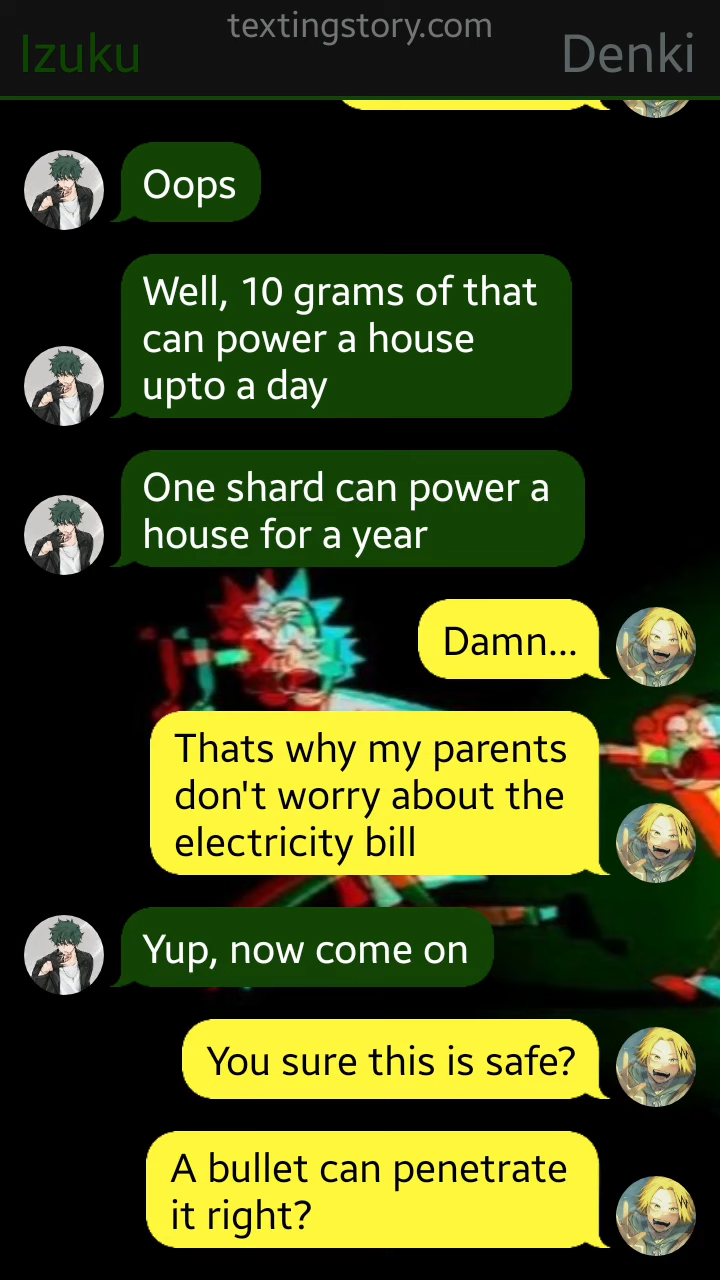 textingstory.com
Izuku
Denki
Oops
Well, 10 grams of that
can power a house
upto a day
One shard can power a
house for a year
Damn...
Thats why my parents
don't worry about the
electricity bill
Yup, now come on
You sure this is safe?
A bullet can penetrate
it right?